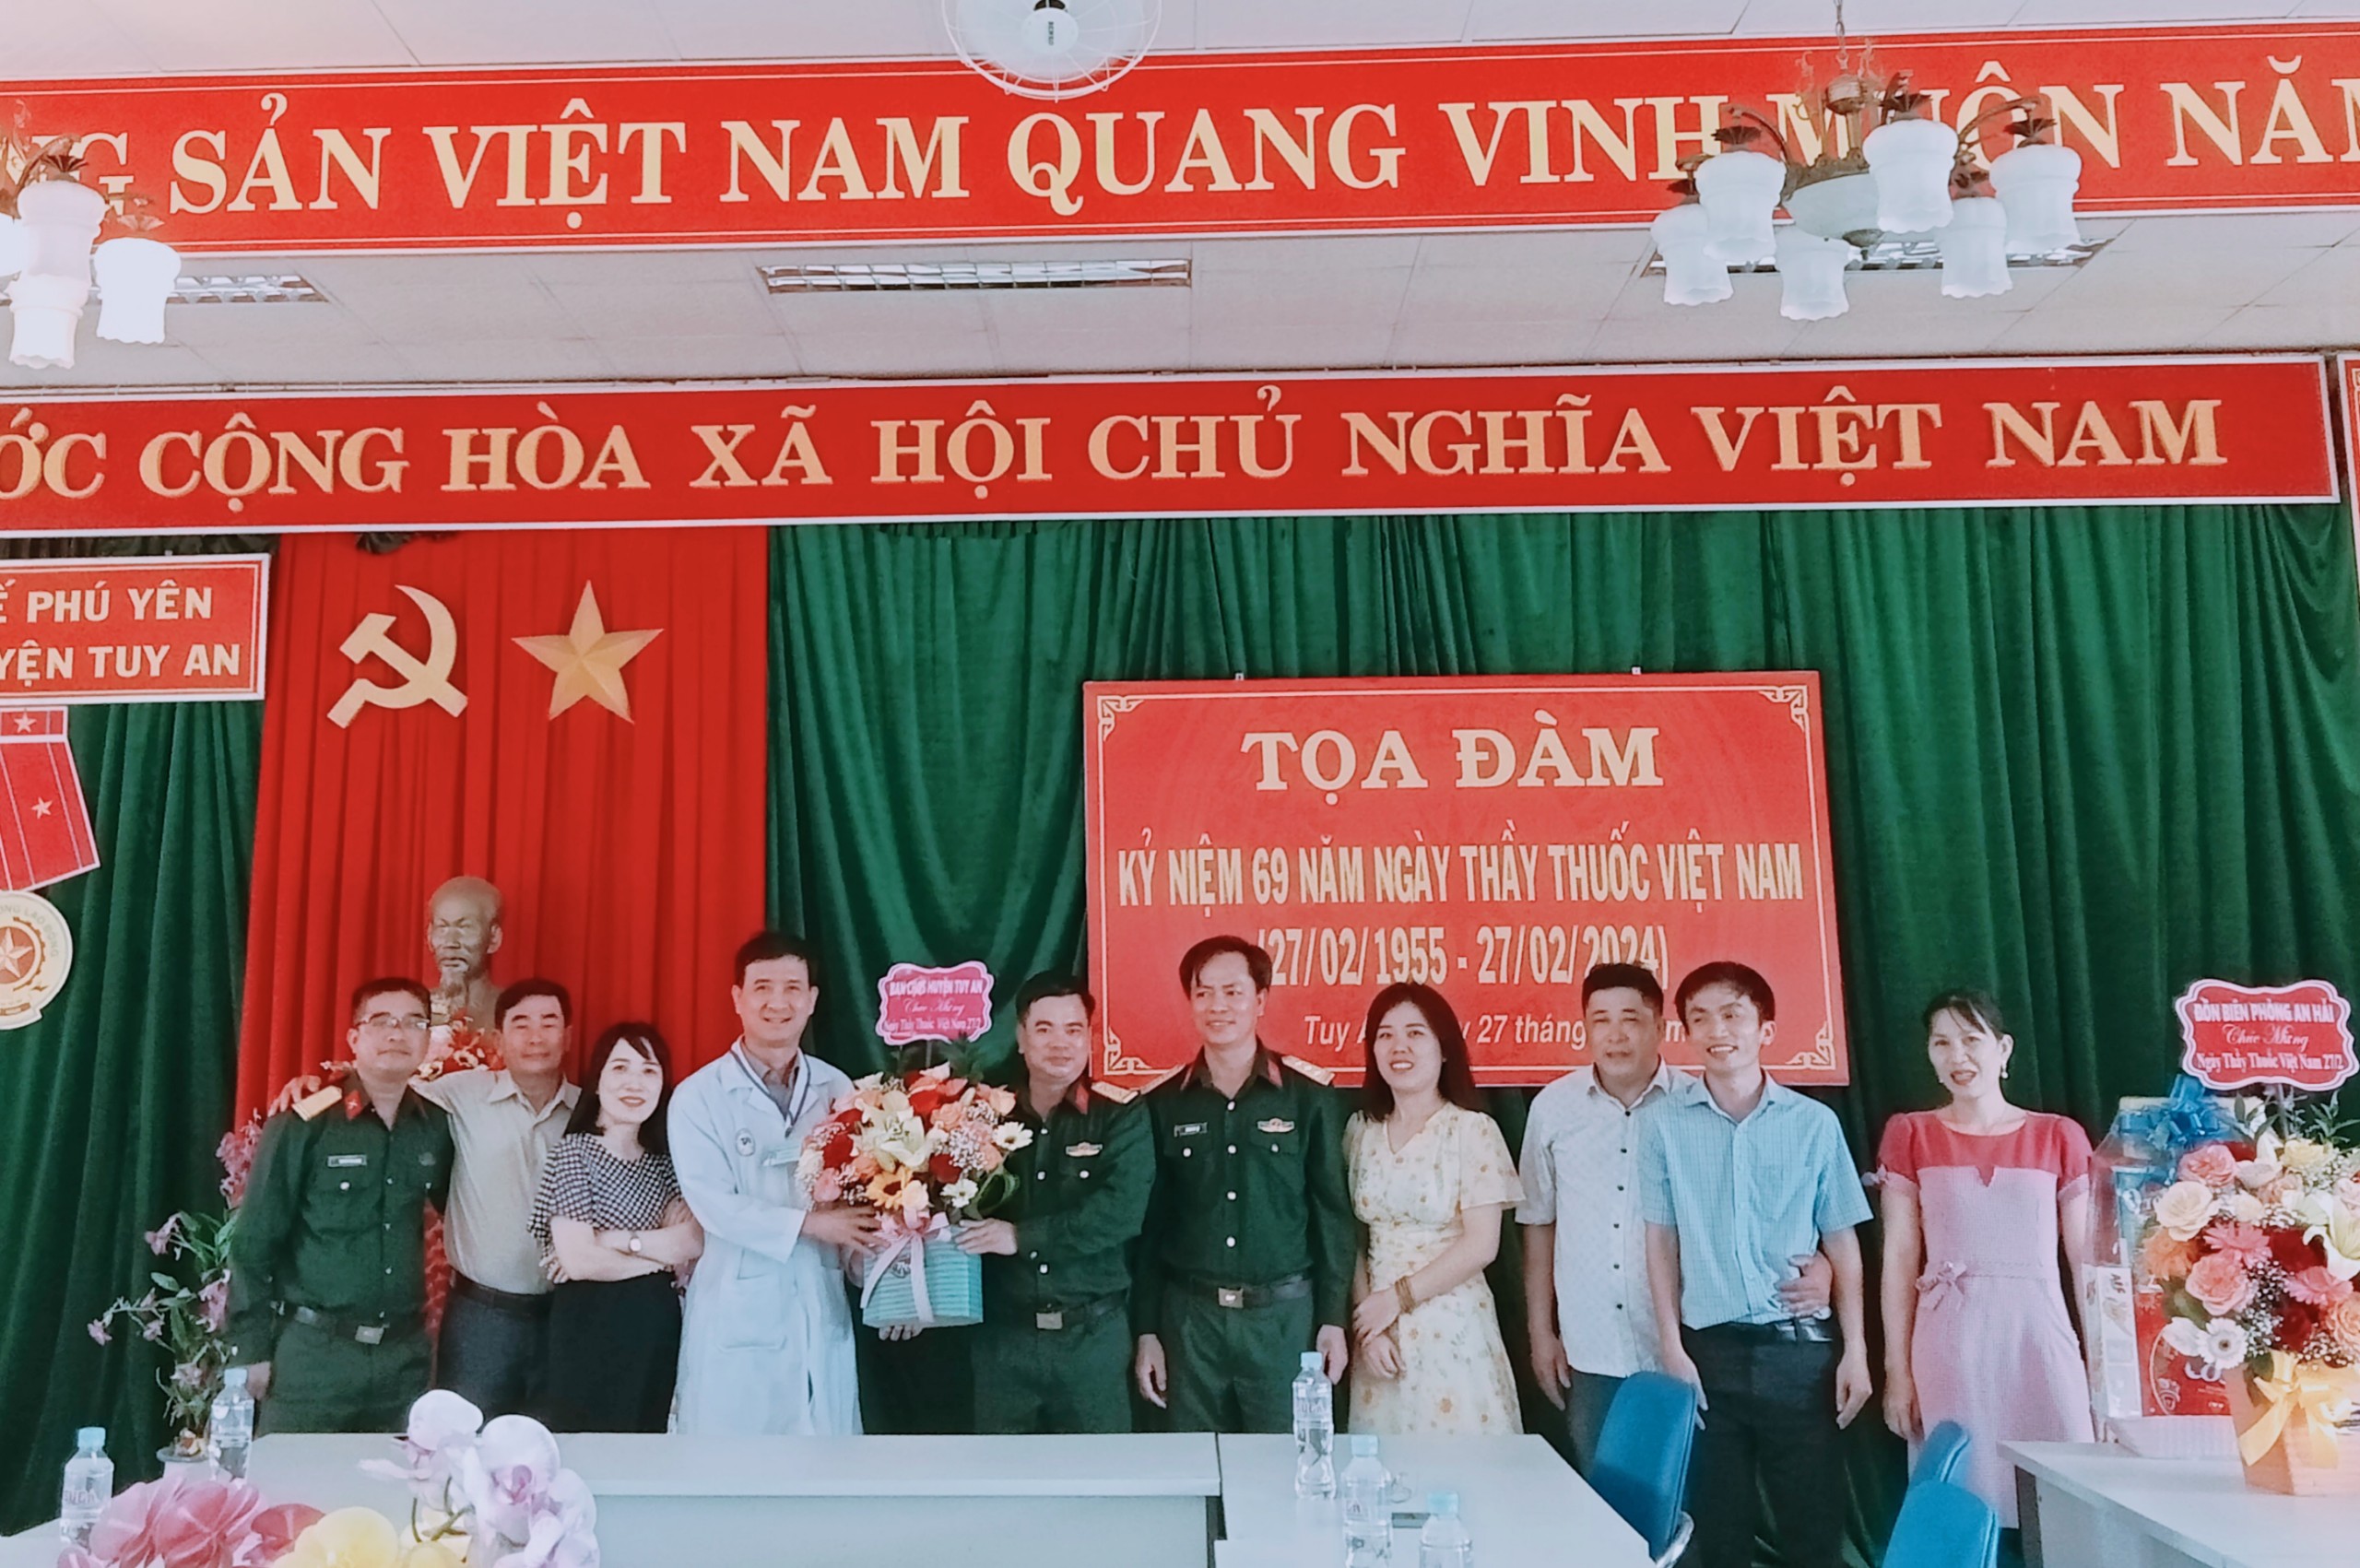 SẢN VIỆT NAM QUANG VINH MUÔN NĂM
CỘNG HÒA XÃ HỘI CHỦ NGHĨA VIỆT NAM
PHÚ YÊN
TUY AN
TỌA ĐÀM
KỶ NIỆM 69 NĂM NGÀY THẦY THUỐC VIỆT NAM
(27/02/1955 - 27/02/2024)
Tuy 27 tháng
BAN CHQS HUYỆN TUY AN
Chúc Mừng
Ngày Thầy Thuốc Việt Nam 27/2
ĐỒN BIÊN PHÒNG AN HẢI
Chúc Mừng
Ngày Thầy Thuốc Việt Nam 27/2